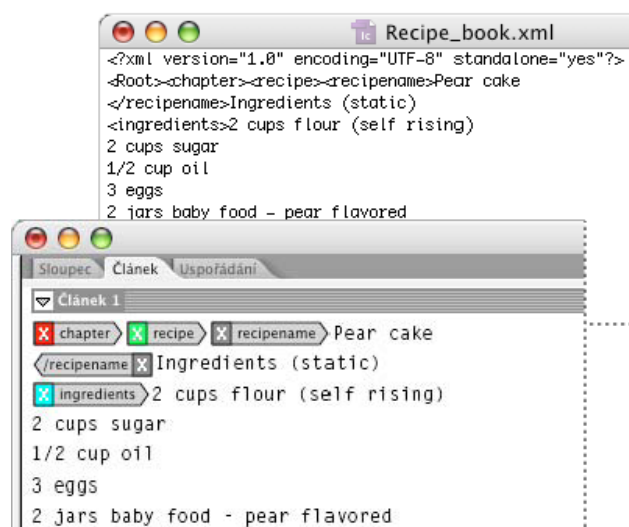 Ic Recipe_book.xml
<?xml version="1.0" encoding="UTF-8" standalone="yes"?>
<Root><chapter><recipe><recipename>Pear cake
</recipename>Ingredients (static)
<ingredients>2 cups flour (self rising)
2 cups sugar
1/2 cup oil
3 eggs
2 jars baby food – pear flavored
Sloupec Článek Uspořádání
Článek 1
X chapter X recipe X recipename Pear cake
/recipename X Ingredients (static)
X ingredients 2 cups flour (self rising)
2 cups sugar
1/2 cup oil
3 eggs
2 jars baby food - pear flavored